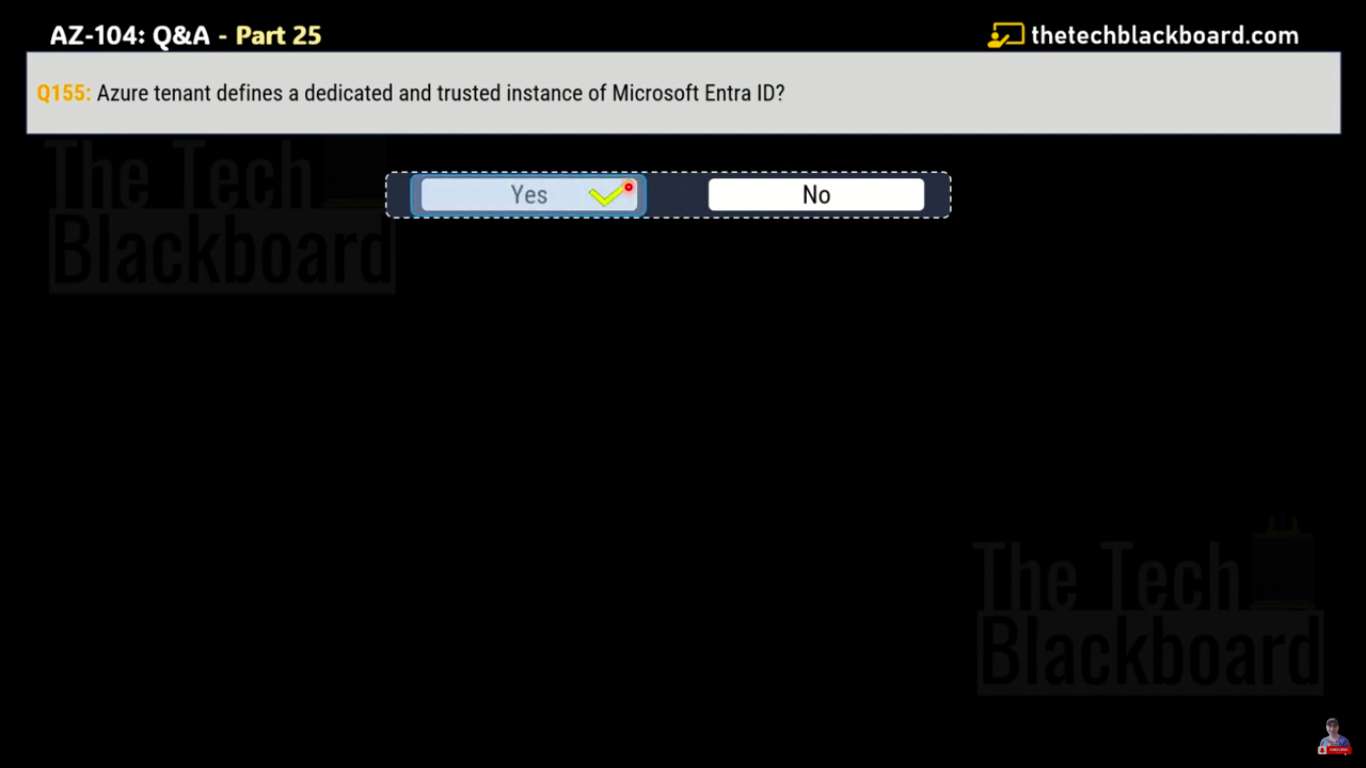 AZ-104: Q&A - Part 25
thetechblackboard.com
Q155: Azure tenant defines a dedicated and trusted instance of Microsoft Entra ID?
The Tech
Blackboard
Yes
No
The Tech
Blackboard
SUBSCRIBE